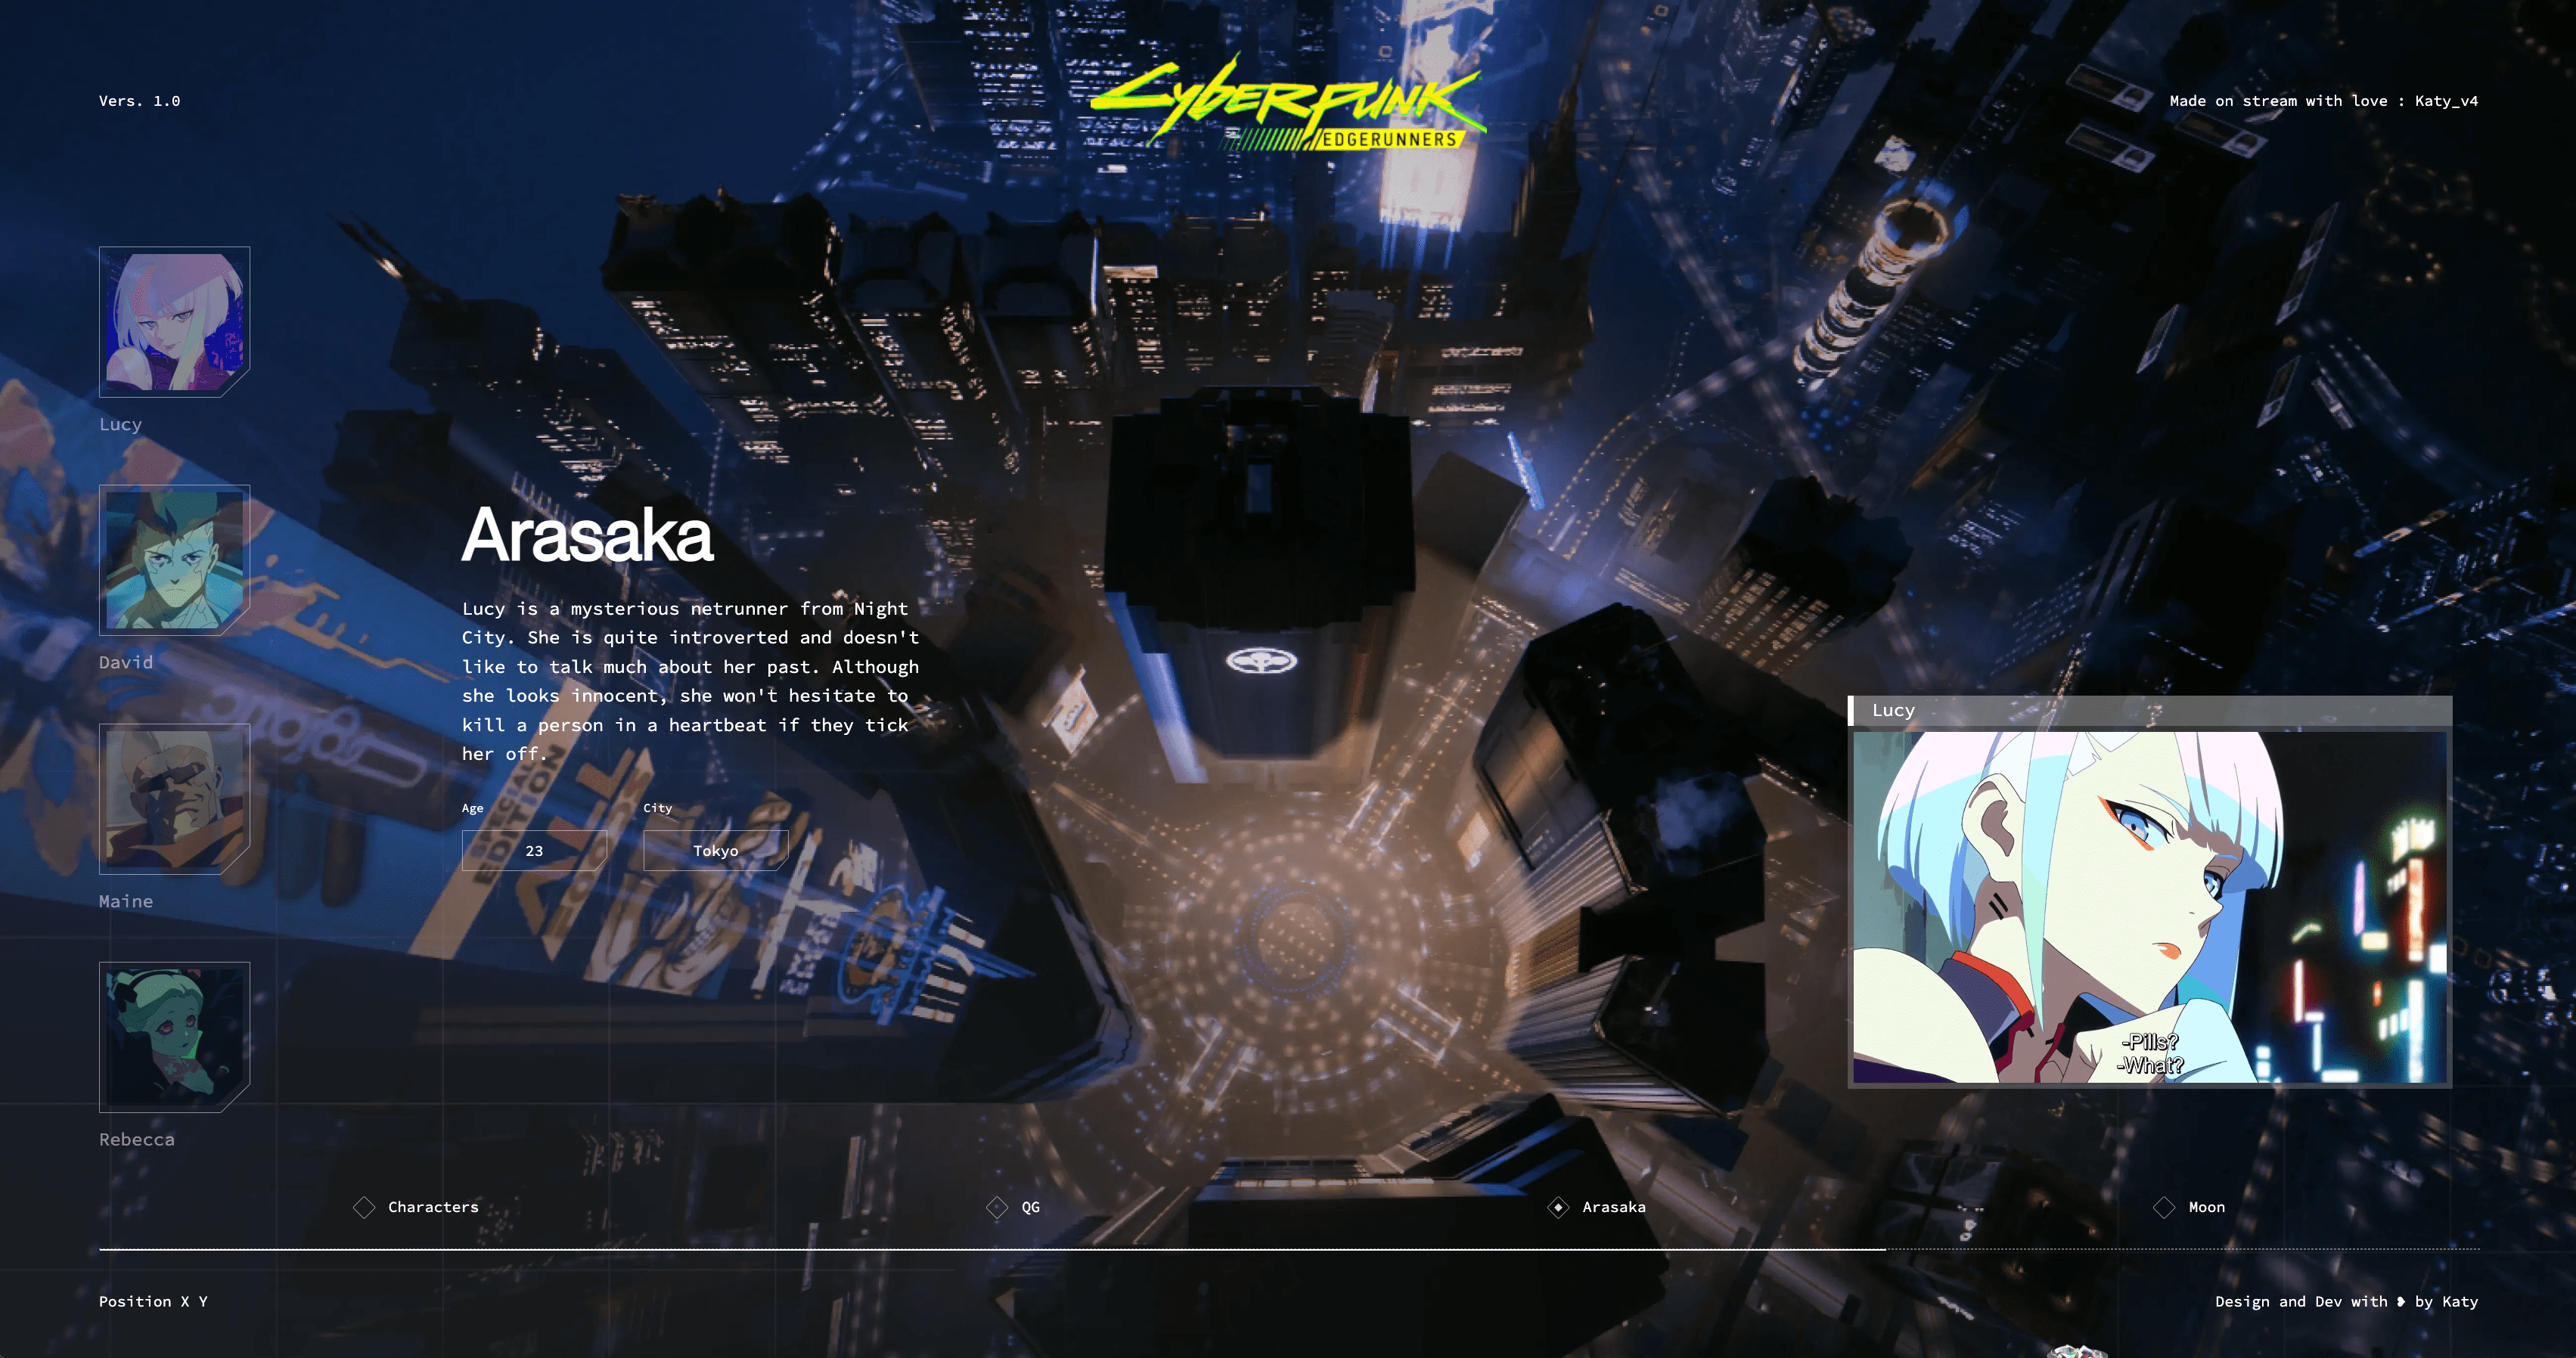 Vers. 1.0
Cyberpunk
EDGERUNNERS
Made on stream with love : Katy_v4
Lucy
David
Maine
Rebecca
Arasaka
Lucy is a mysterious netrunner from Night
City. She is quite introverted and doesn't
like to talk much about her past. Although
she looks innocent, she won't hesitate to
kill a person in a heartbeat if they tick
her off.
Age
City
23
Tokyo
SPECIAL
EDITION
Lucy
-Pills?
-What?
Characters
QG
Arasaka
Moon
Position X Y
Design and Dev with ❥ by Katy